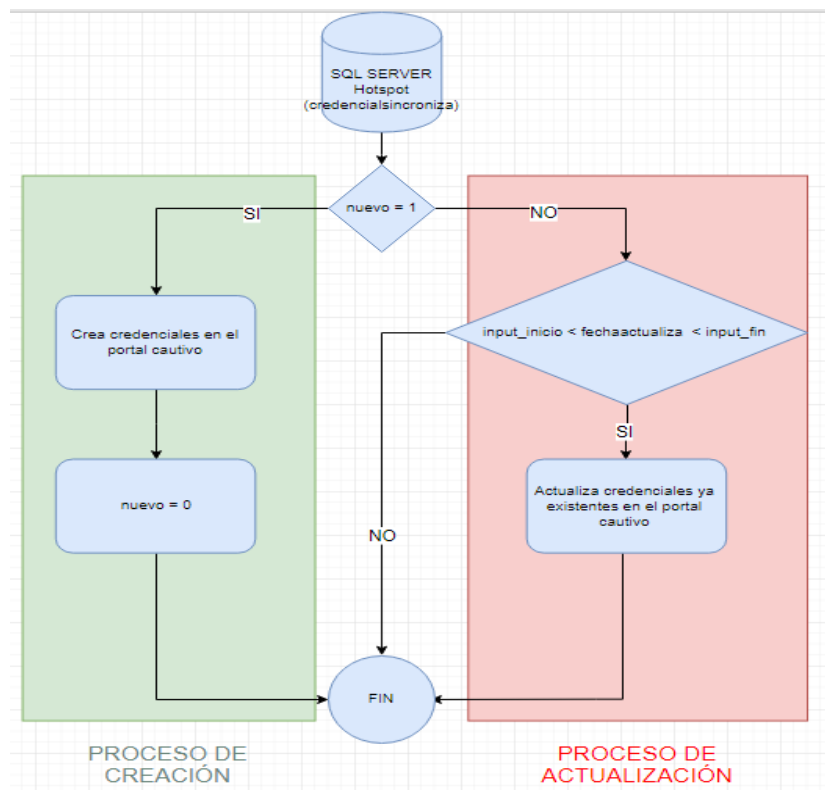 SQL SERVER
Hotspot
(credencialsincroniza)
nuevo = 1
SI
NO
Crea credenciales en el
portal cautivo
input_inicio < fechaactualiza < input_fin
SI
nuevo = 0
Actualiza credenciales ya
existentes en el portal
cautivo
NO
FIN
PROCESO DE
CREACIÓN
PROCESO DE
ACTUALIZACIÓN